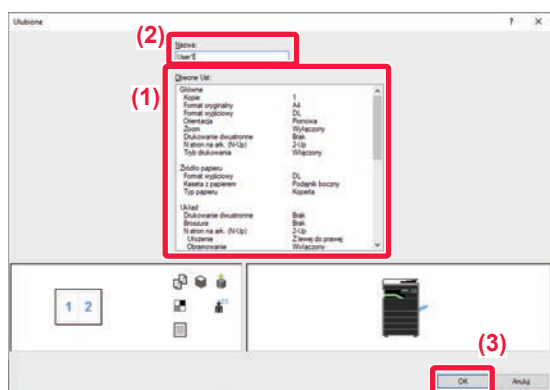 Ulubione ? ×
(2)
Nazwa:
User1
(1)
Obecne Ust:
Główne
Kopie 1
Format oryginalny A4
Format wyjściowy DL
Orientacja Pionowa
Zoom Wyłączony
Drukowanie dwustronne Brak
N stron na ark. (N-Up) 2-Up
Tryb drukowania Włączony
Źródło papieru
Format wyjściowy DL
Kaseta z papierem Podajnik boczny
Typ papieru Koperta
Układ
Drukowanie dwustronne Brak
Broszura Brak
N stron na ark. (N-Up) 2-Up
Ułożenie Z lewej do prawej
Obramowanie Wyłączony
1 2
(3)
OK Anuluj